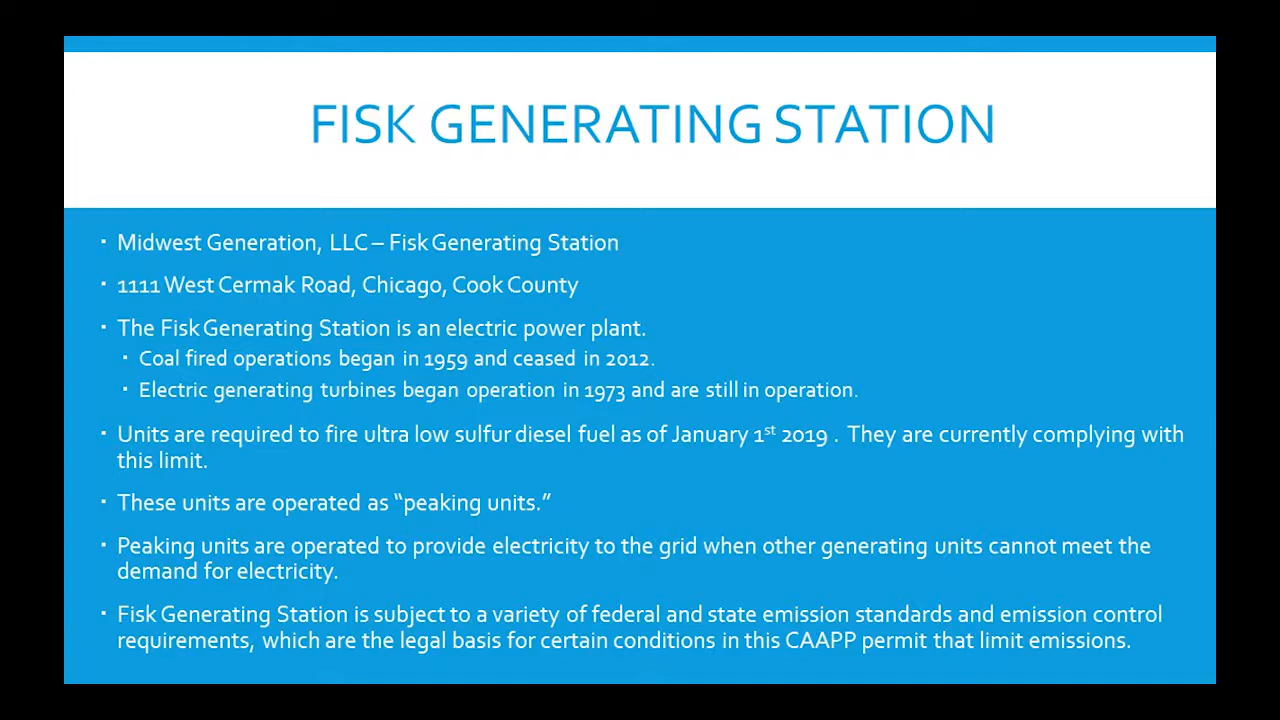 FISK GENERATING STATION
▪ Midwest Generation, LLC – Fisk Generating Station
▪ 1111 West Cermak Road, Chicago, Cook County
▪ The Fisk Generating Station is an electric power plant.
▪ Coal fired operations began in 1959 and ceased in 2012.
▪ Electric generating turbines began operation in 1973 and are still in operation.
▪ Units are required to fire ultra low sulfur diesel fuel as of January 1st 2019 . They are currently complying with
this limit.
▪ These units are operated as “peaking units.”
▪ Peaking units are operated to provide electricity to the grid when other generating units cannot meet the
demand for electricity.
▪ Fisk Generating Station is subject to a variety of federal and state emission standards and emission control
requirements, which are the legal basis for certain conditions in this CAAPP permit that limit emissions.